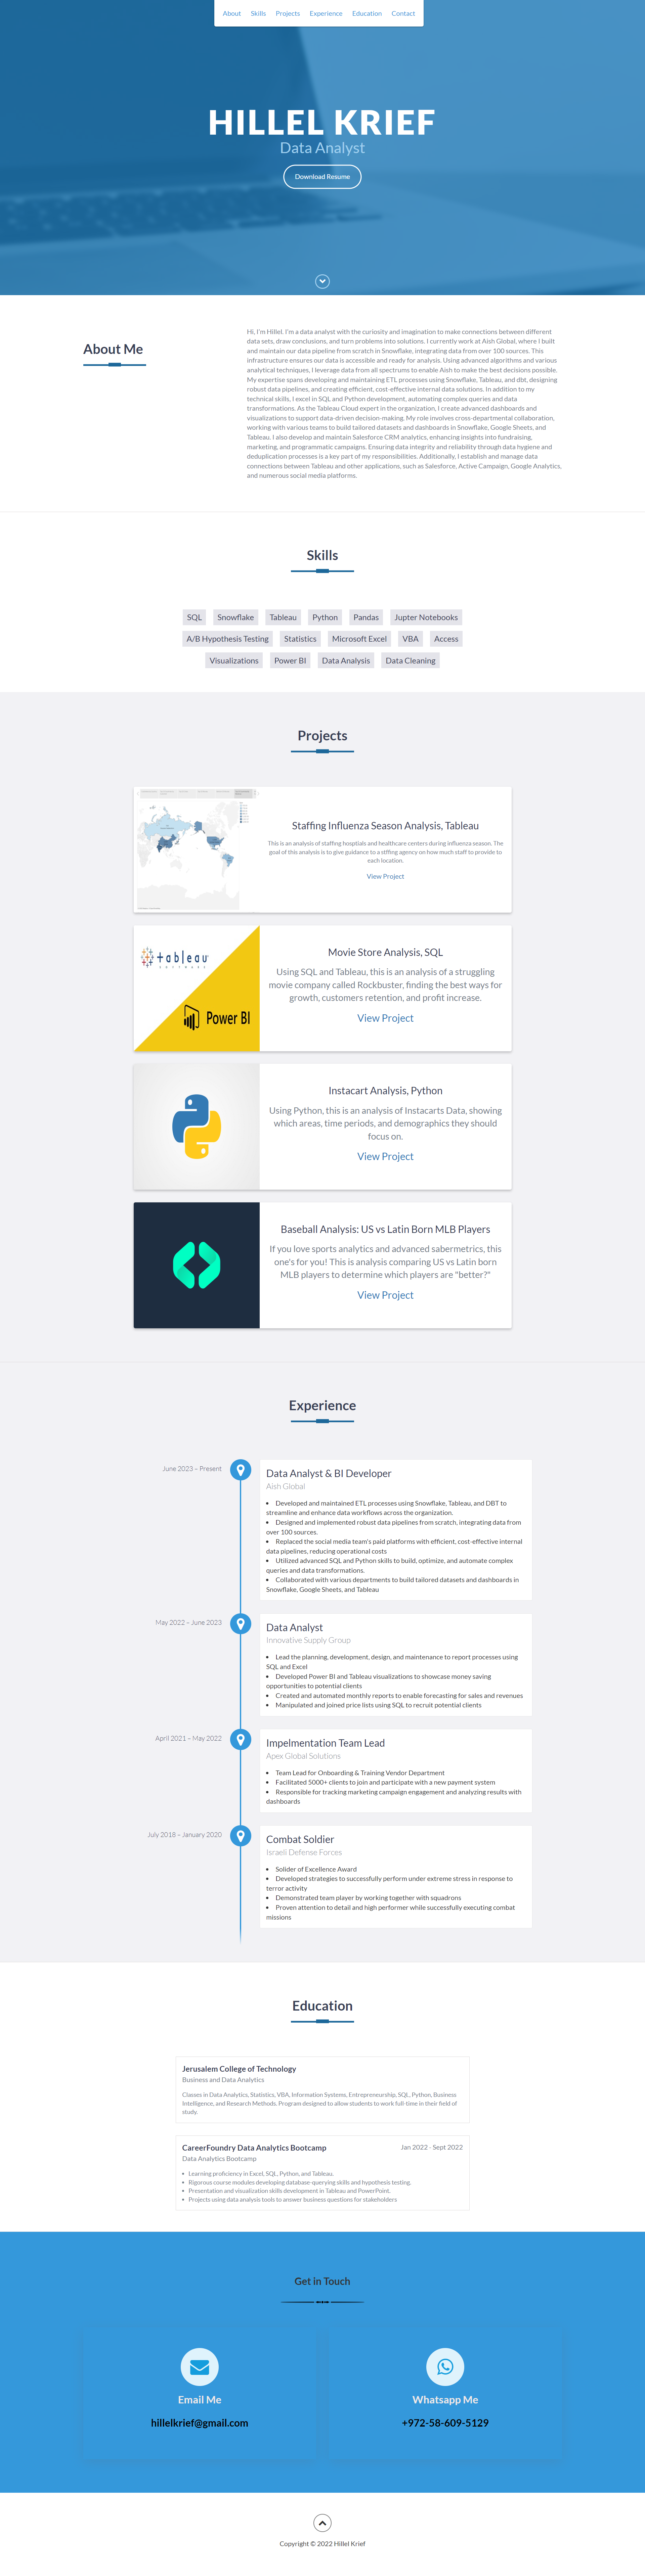 About Skills Projects Experience Education Contact
HILLEL KRIEF
Data Analyst
Download Resume
About Me
Hi, I'm Hillel. I'm a data analyst with the curiosity and imagination to make connections between different
data sets, draw conclusions, and turn problems into solutions. I currently work at Aish Global, where I built
and maintain our data pipeline from scratch in Snowflake, integrating data from over 100 sources. This
infrastructure ensures our data is accessible and ready for analysis. Using advanced algorithms and various
analytical techniques, I leverage data from all spectrums to enable Aish to make the best decisions possible.
My expertise spans developing and maintaining ETL processes using Snowflake, Tableau, and dbt, designing
robust data pipelines, and creating efficient, cost-effective internal data solutions. In addition to my
technical skills, I excel in SQL and Python development, automating complex queries and data
transformations. As the Tableau Cloud expert in the organization, I create advanced dashboards and
visualizations to support data-driven decision-making. My role involves cross-departmental collaboration,
working with various teams to build tailored datasets and dashboards in Snowflake, Google Sheets, and
Tableau. I also develop and maintain Salesforce CRM analytics, enhancing insights into fundraising,
marketing, and programmatic campaigns. Ensuring data integrity and reliability through data hygiene and
deduplication processes is a key part of my responsibilities. Additionally, I establish and manage data
connections between Tableau and other applications, such as Salesforce, Active Campaign, Google Analytics,
and numerous social media platforms.
Skills
SQL Snowflake Tableau Python Pandas Jupter Notebooks
A/B Hypothesis Testing Statistics Microsoft Excel VBA Access
Visualizations Power BI Data Analysis Data Cleaning
Projects
Staffing Influenza Season Analysis, Tableau
This is an analysis of staffing hosptials and healthcare centers during influenza season. The
goal of this analysis is to give guidance to a stffing agency on how much staff to provide to
each location.
View Project
tableau
SOFTWARE
Power BI
Movie Store Analysis, SQL
Using SQL and Tableau, this is an analysis of a struggling
movie company called Rockbuster, finding the best ways for
growth, customers retention, and profit increase.
View Project
Instacart Analysis, Python
Using Python, this is an analysis of Instacarts Data, showing
which areas, time periods, and demographics they should
focus on.
View Project
Baseball Analysis: US vs Latin Born MLB Players
If you love sports analytics and advanced sabermetrics, this
one's for you! This is analysis comparing US vs Latin born
MLB players to determine which players are "better?"
View Project
Experience
June 2023 – Present
Data Analyst & BI Developer
Aish Global
• Developed and maintained ETL processes using Snowflake, Tableau, and DBT to
streamline and enhance data workflows across the organization.
• Designed and implemented robust data pipelines from scratch, integrating data from
over 100 sources.
• Replaced the social media team's paid platforms with efficient, cost-effective internal
data pipelines, reducing operational costs
• Utilized advanced SQL and Python skills to build, optimize, and automate complex
queries and data transformations.
• Collaborated with various departments to build tailored datasets and dashboards in
Snowflake, Google Sheets, and Tableau
May 2022 – June 2023
Data Analyst
Innovative Supply Group
• Lead the planning, development, design, and maintenance to report processes using
SQL and Excel
• Developed Power BI and Tableau visualizations to showcase money saving
opportunities to potential clients
• Created and automated monthly reports to enable forecasting for sales and revenues
• Manipulated and joined price lists using SQL to recruit potential clients
April 2021 – May 2022
Impelmentation Team Lead
Apex Global Solutions
• Team Lead for Onboarding & Training Vendor Department
• Facilitated 5000+ clients to join and participate with a new payment system
• Responsible for tracking marketing campaign engagement and analyzing results with
dashboards
July 2018 – January 2020
Combat Soldier
Israeli Defense Forces
• Solider of Excellence Award
• Developed strategies to successfully perform under extreme stress in response to
terror activity
• Demonstrated team player by working together with squadrons
• Proven attention to detail and high performer while successfully executing combat
missions
Education
Jerusalem College of Technology
Business and Data Analytics
Classes in Data Analytics, Statistics, VBA, Information Systems, Entrepreneurship, SQL, Python, Business
Intelligence, and Research Methods. Program designed to allow students to work full-time in their field of
study.
CareerFoundry Data Analytics Bootcamp Jan 2022 - Sept 2022
Data Analytics Bootcamp
• Learning proficiency in Excel, SQL, Python, and Tableau.
• Rigorous course modules developing database-querying skills and hypothesis testing.
• Presentation and visualization skills development in Tableau and PowerPoint.
• Projects using data analysis tools to answer business questions for stakeholders
Get in Touch
Email Me
hillelkrief@gmail.com
Whatsapp Me
+972-58-609-5129
Copyright © 2022 Hillel Krief